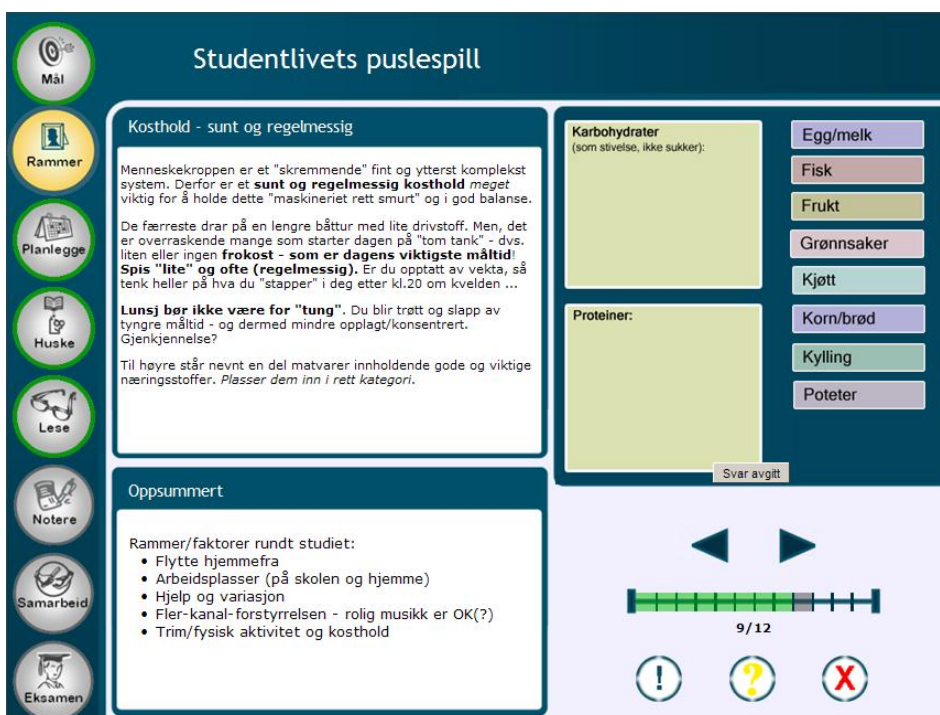 Studentlivets puslespill
Mål
Rammer
Planlegge
Huske
Lese
Notere
Samarbeid
Eksamen
Kosthold - sunt og regelmessig
Menneskekroppen er et "skremmende" fint og ytterst komplekst
system. Derfor er et sunt og regelmessig kosthold meget
viktig for å holde dette "maskineriet rett smurt" og i god balanse.
De færreste drar på en lengre båttur med lite drivstoff. Men, det
er overraskende mange som starter dagen på "tom tank" - dvs.
liten eller ingen frokost - som er dagens viktigste måltid!
Spis "lite" og ofte (regelmessig). Er du opptatt av vekta, så
tenk heller på hva du "stapper" i deg etter kl.20 om kvelden ...
Lunsj bør ikke være for "tung". Du blir trøtt og slapp av
tyngre måltid - og dermed mindre opplagt/konsentrert.
Gjenkjennelse?
Til høyre står nevnt en del matvarer innholdende gode og viktige
næringsstoffer. Plasser dem inn i rett kategori.
Karbohydrater
(som stivelse, ikke sukker):
Proteiner:
Egg/melk
Fisk
Frukt
Grønnsaker
Kjøtt
Korn/brød
Kylling
Poteter
Svar avgitt
Oppsummert
Rammer/faktorer rundt studiet:
• Flytte hjemmefra
• Arbeidsplasser (på skolen og hjemme)
• Hjelp og variasjon
• Fler-kanal-forstyrrelsen - rolig musikk er OK(?)
• Trim/fysisk aktivitet og kosthold
9/12
!
?
X